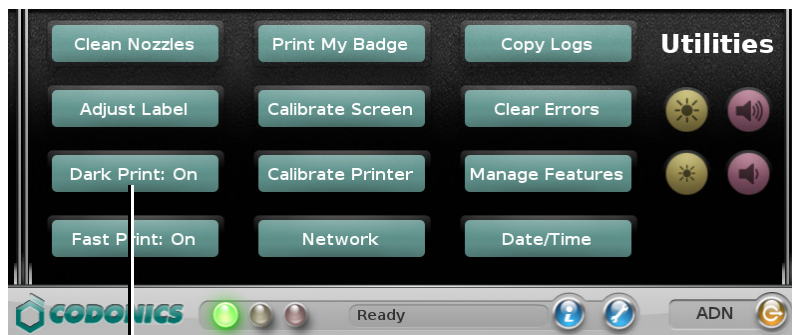 Clean Nozzles
Print My Badge
Copy Logs
Utilities
Adjust Label
Calibrate Screen
Clear Errors
Dark Print: On
Calibrate Printer
Manage Features
Fast Print: On
Network
Date/Time
CODONICS
Ready
ADN